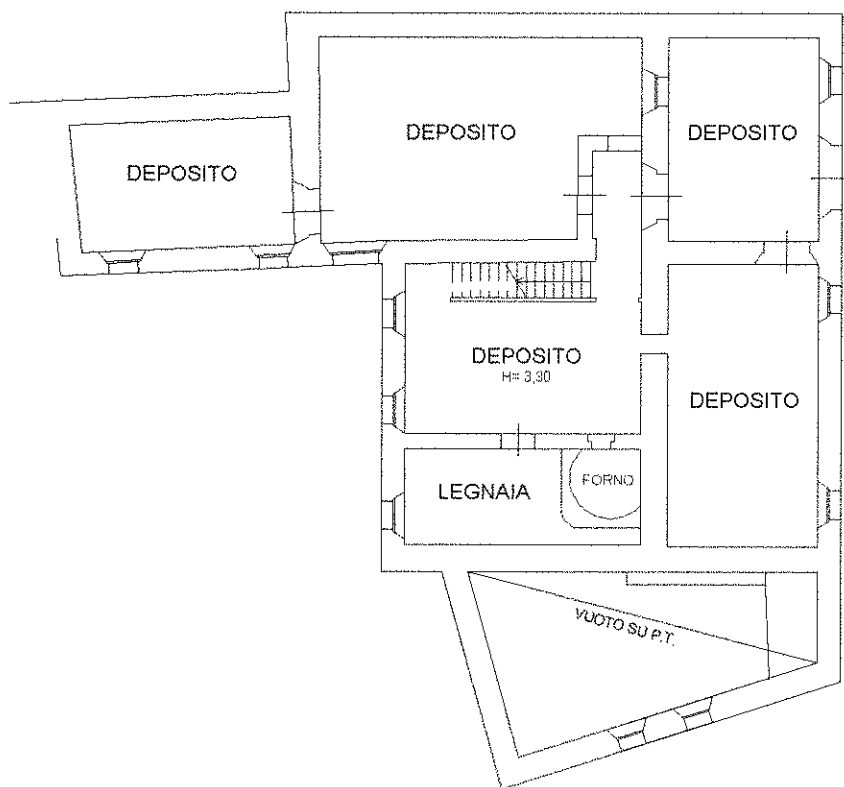 DEPOSITO
DEPOSITO
DEPOSITO
DEPOSITO
H= 3,30
DEPOSITO
LEGNAIA
FORNO
VUOTO SU P.T.